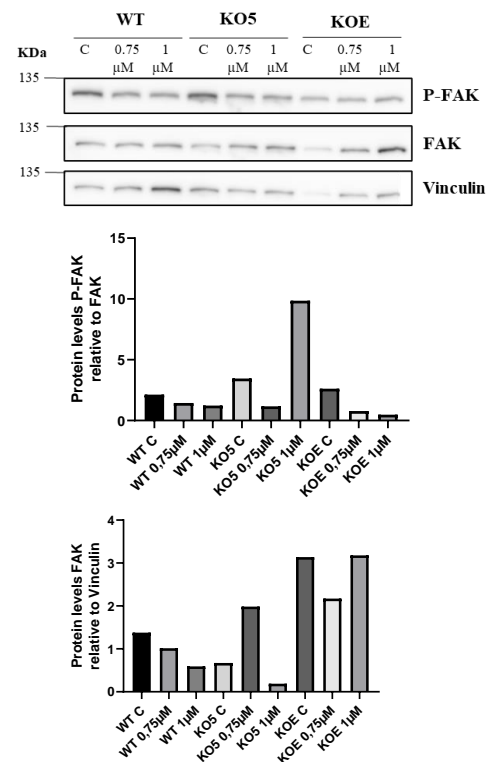 WT KO5 KOE
KDa C 0.75 1 C 0.75 1 C 0.75 1
µM µM µM µM µM µM
135
P-FAK
135
FAK
135
Vinculin
15
10
5
0
Protein levels P-FAK
relative to FAK
WT C
WT 0,75µM
WT 1µM
KO5 C
KO5 0,75µM
KO5 1µM
KOE C
KOE 0,75µM
KOE 1µM
4
3
2
1
0
Protein levels FAK
relative to Vinculin
WT C
WT 0,75µM
WT 1µM
KO5 C
KO5 0,75µM
KO5 1µM
KOE C
KOE 0,75µM
KOE 1µM